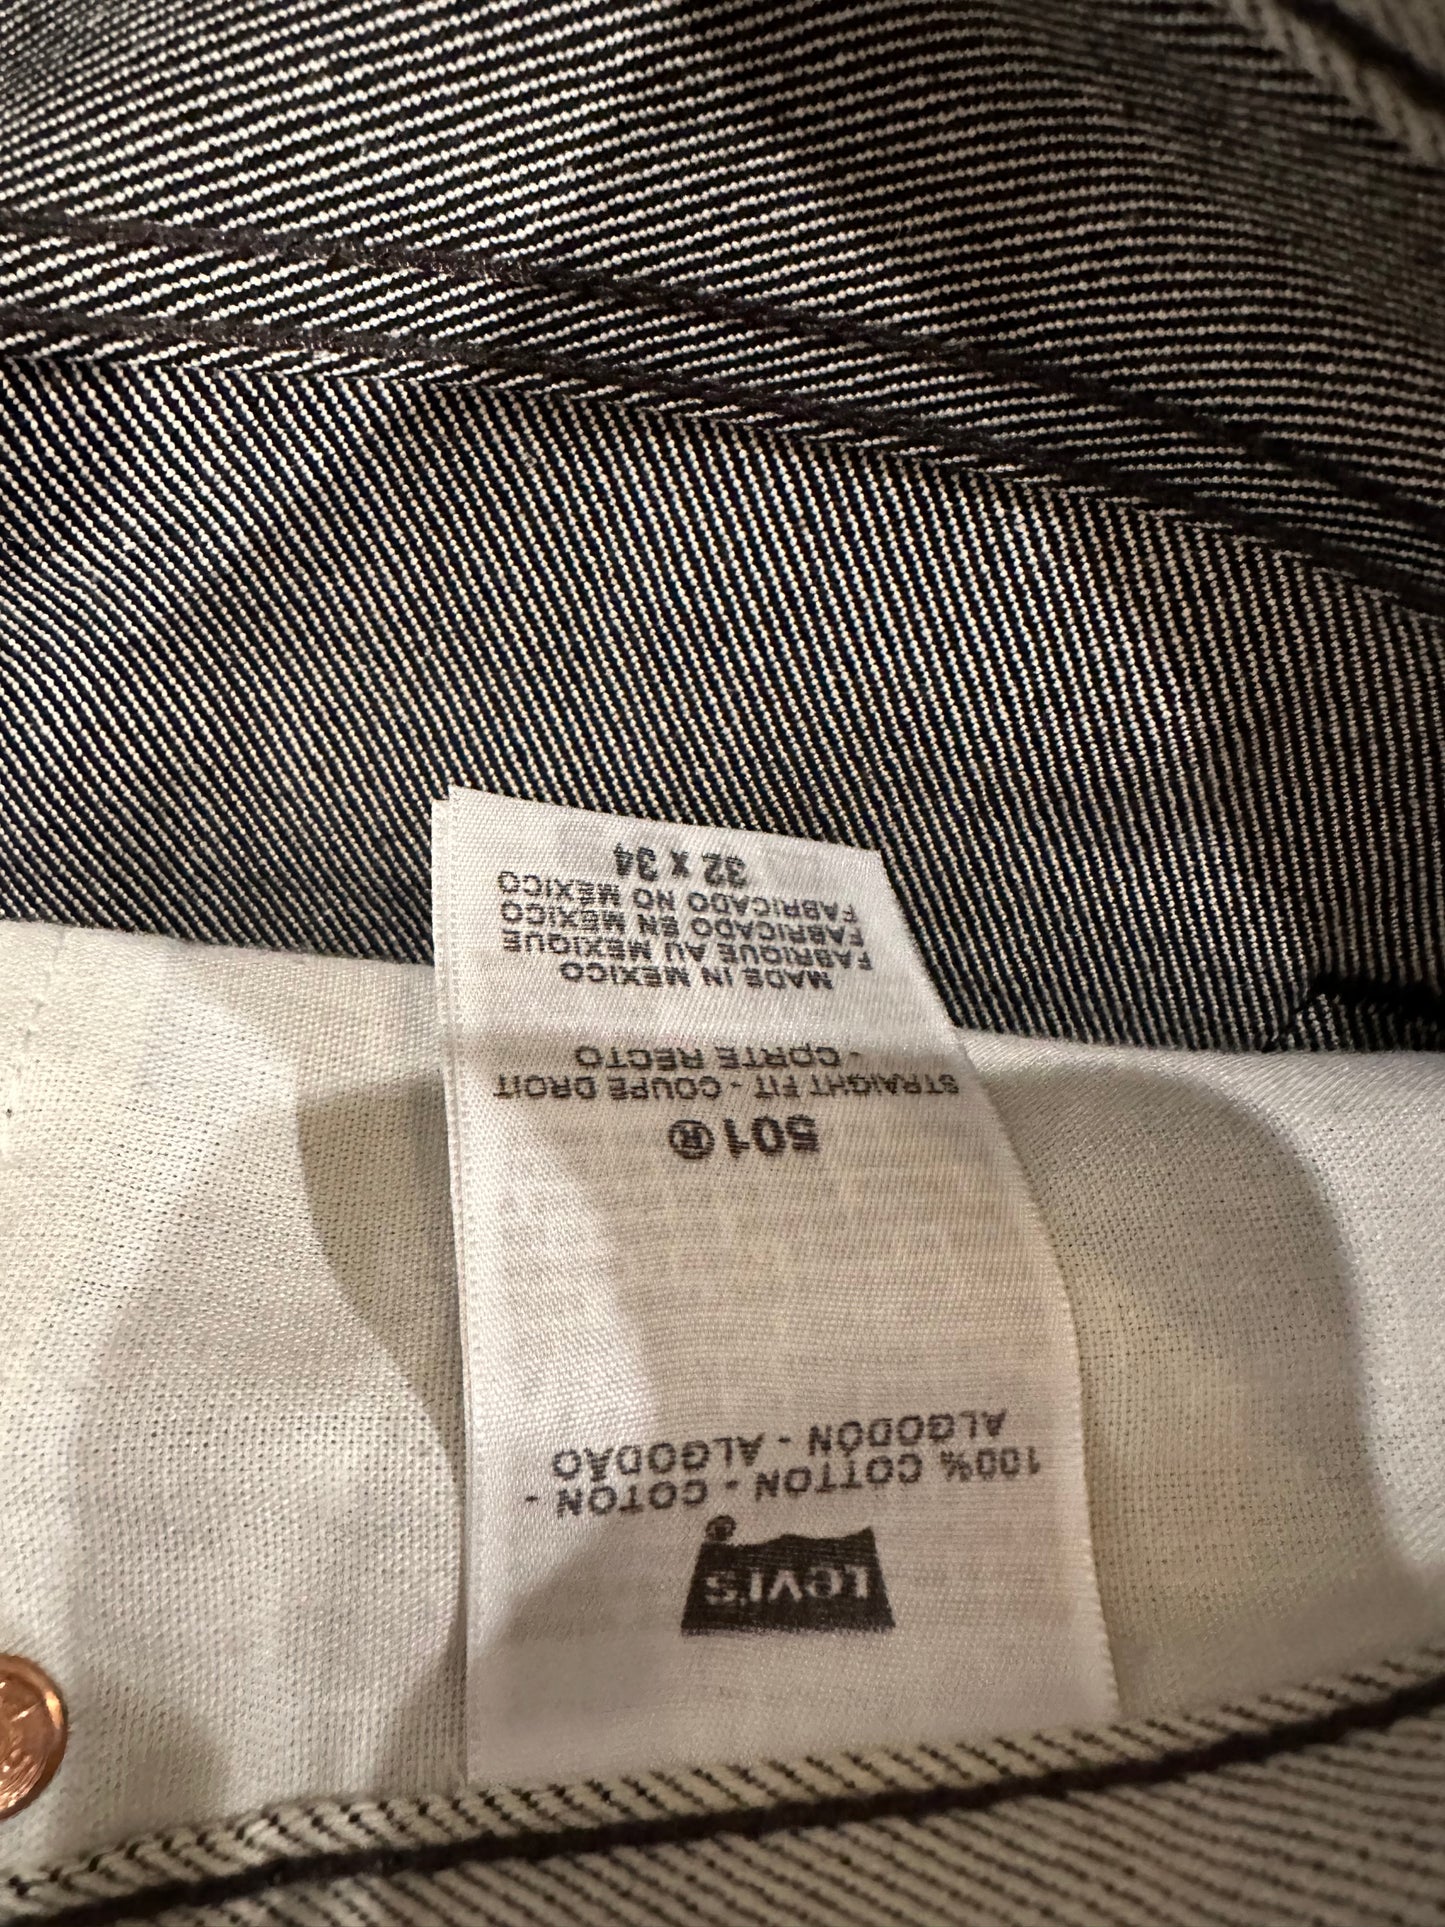 Levi's®
100% COTTON - COTON -
ALGODÓN - ALGODÃO
501®
STRAIGHT FIT - COUPE DROIT
- CORTE RECTO
MADE IN MEXICO
FABRIQUE AU MEXIQUE
FABRICADO EN MEXICO
FABRICADO NO MEXICO
32 X 34